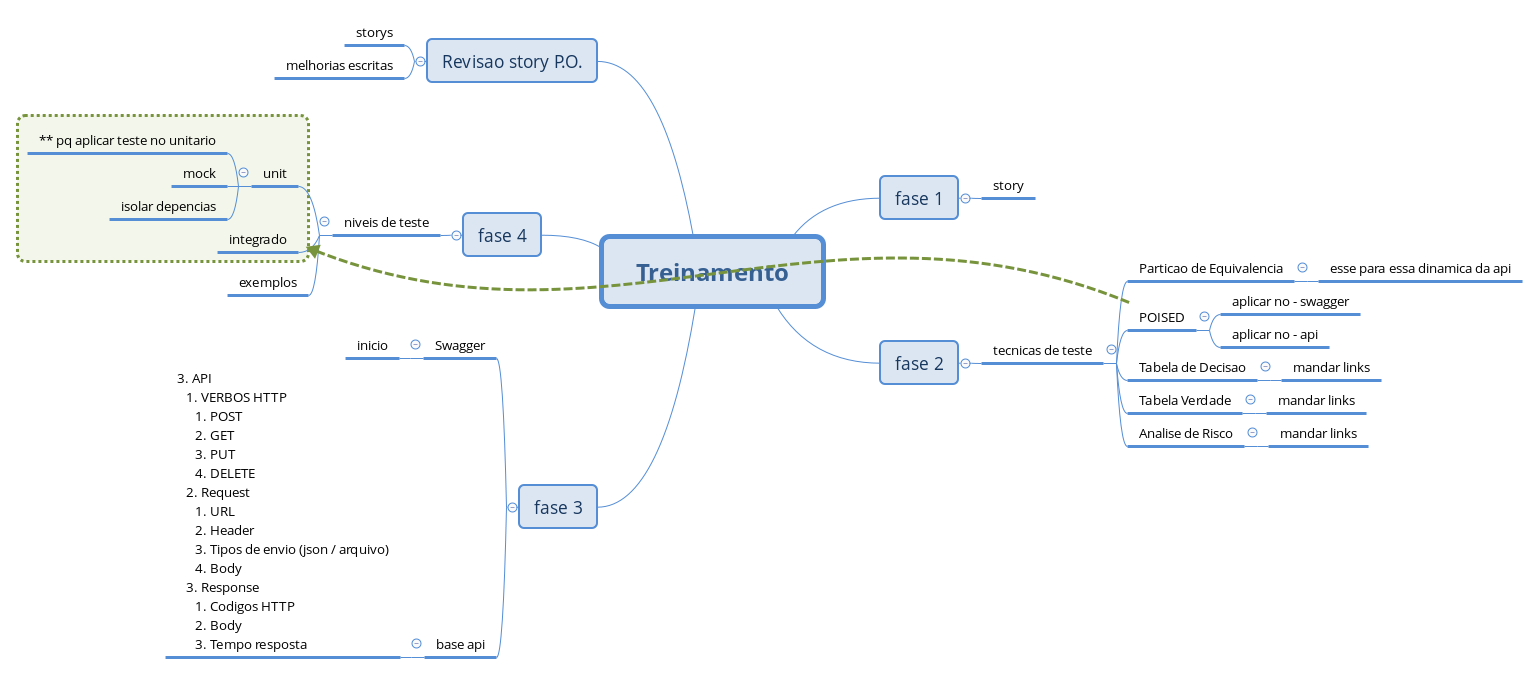 Treinamento
fase 1
story
fase 2
tecnicas de teste
Particao de Equivalencia
esse para essa dinamica da api
POISED
aplicar no - swagger
aplicar no - api
Tabela de Decisao
mandar links
Tabela Verdade
mandar links
Analise de Risco
mandar links
fase 3
Swagger
inicio
base api
3. API
1. VERBOS HTTP
1. POST
2. GET
3. PUT
4. DELETE
2. Request
1. URL
2. Header
3. Tipos de envio (json / arquivo)
4. Body
3. Response
1. Codigos HTTP
2. Body
3. Tempo resposta
fase 4
niveis de teste
unit
** pq aplicar teste no unitario
mock
isolar depencias
integrado
exemplos
Revisao story P.O.
storys
melhorias escritas